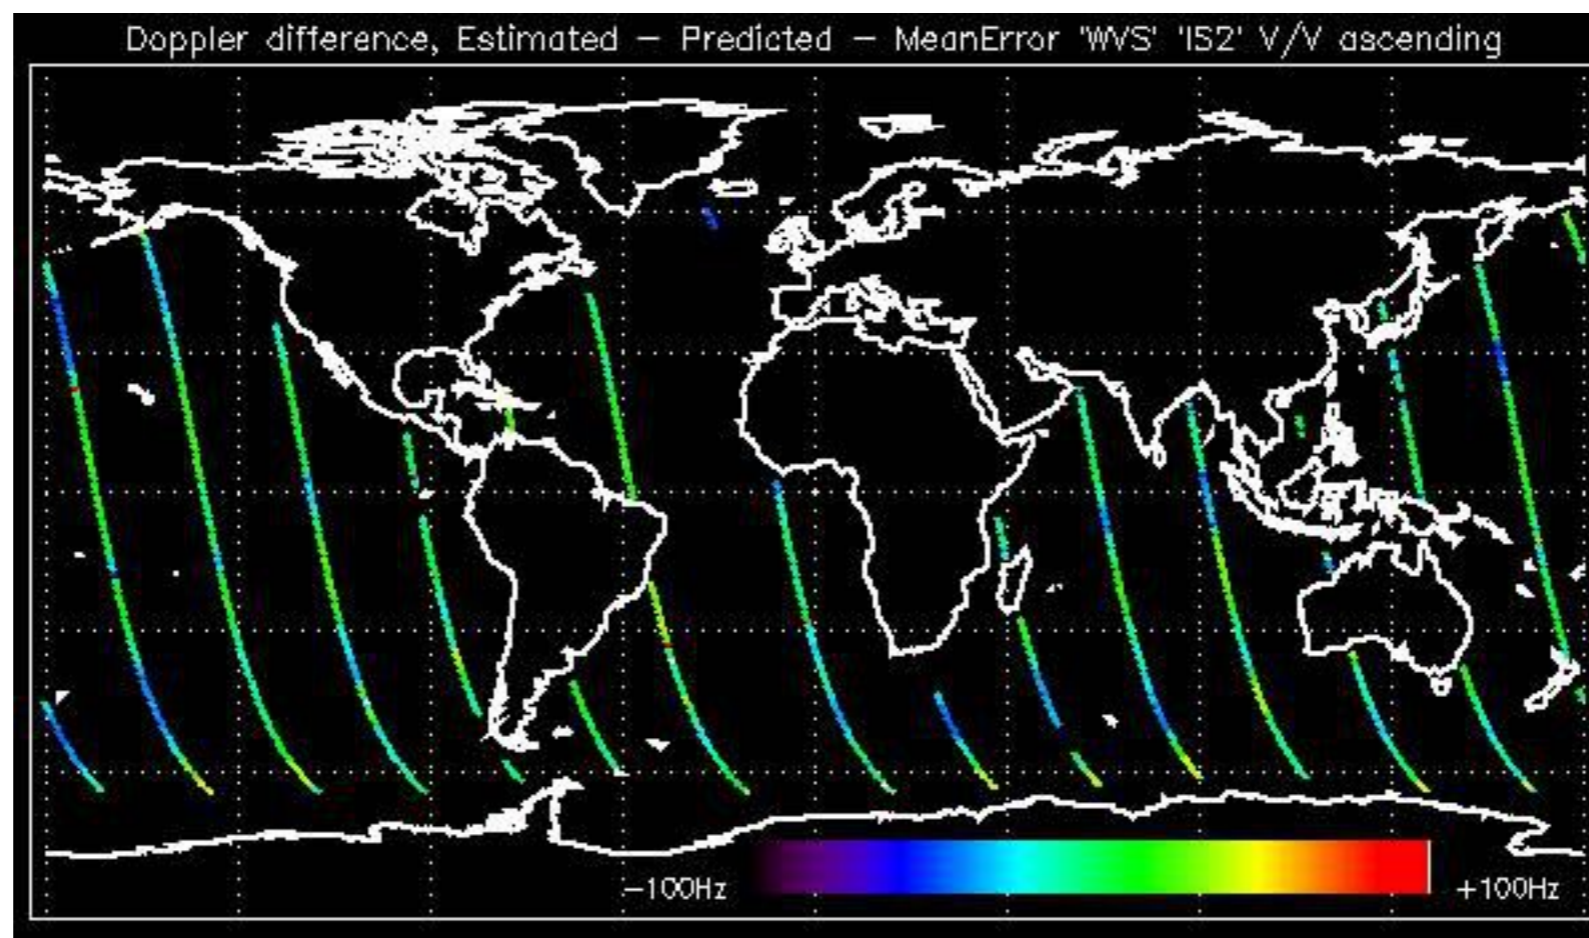 Doppler difference, Estimated – Predicted – MeanError 'WVS' 'IS2' V/V ascending
−100Hz
+100Hz